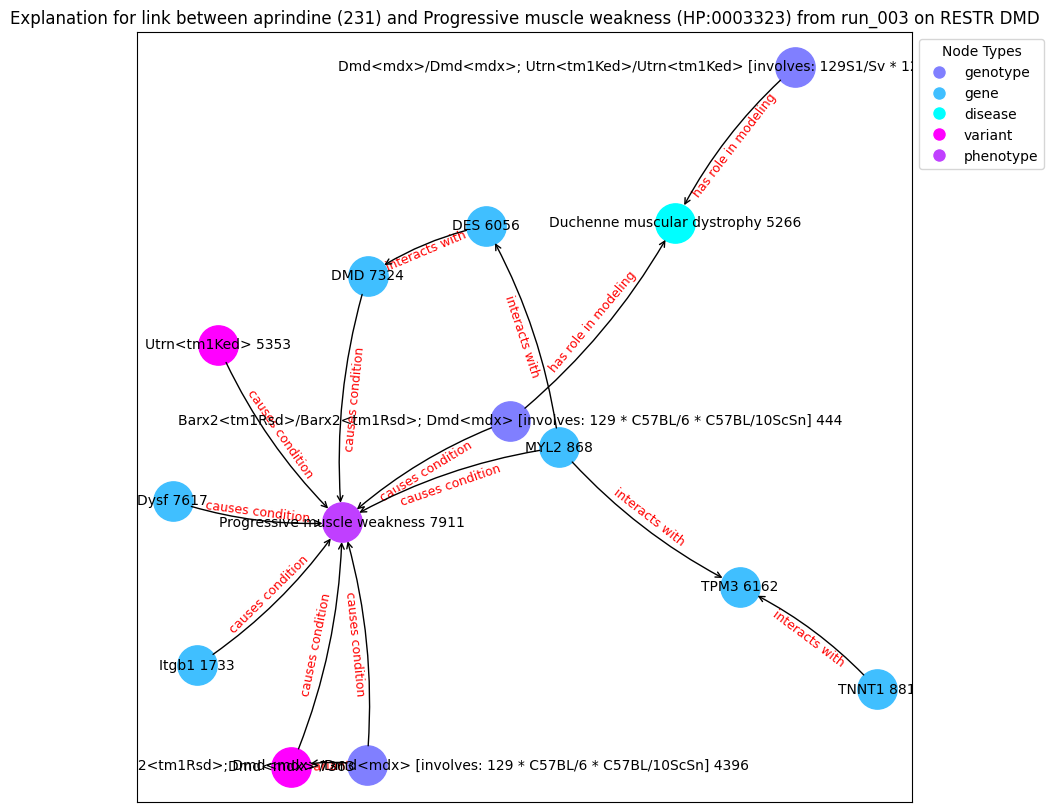 Explanation for link between aprindine (231) and Progressive muscle weakness (HP:0003323) from run_003 on RESTR DMD
Node Types
genotype
gene
disease
variant
phenotype
Dmd<mdx>/Dmd<mdx>; Utrn<tm1Ked>/Utrn<tm1Ked> [involves: 129S1/Sv *
has role in modeling
DES 6056
Duchenne muscular dystrophy 5266
interacts with
DMD 7324
interacts with
has role in modeling
Utrn<tm1Ked> 5353
causes condition
causes condition
Barx2<tm1Rsd>/Barx2<tm1Rsd>; Dmd<mdx> [involves: 129 * C57BL/6 * C57BL/10ScSn] 444
MYL2 868
causes condition
causes condition
Dysf 7617
causes condition
Progressive muscle weakness 7911
interacts with
TPM3 6162
causes condition
interacts with
Itgb1 1733
causes condition
causes condition
TNNT1 881
2<tm1Rsd>; Dmd<mdx> [involves: 129 * C57BL/6 * C57BL/10ScSn] 4396
Dmd<mdx> 7363